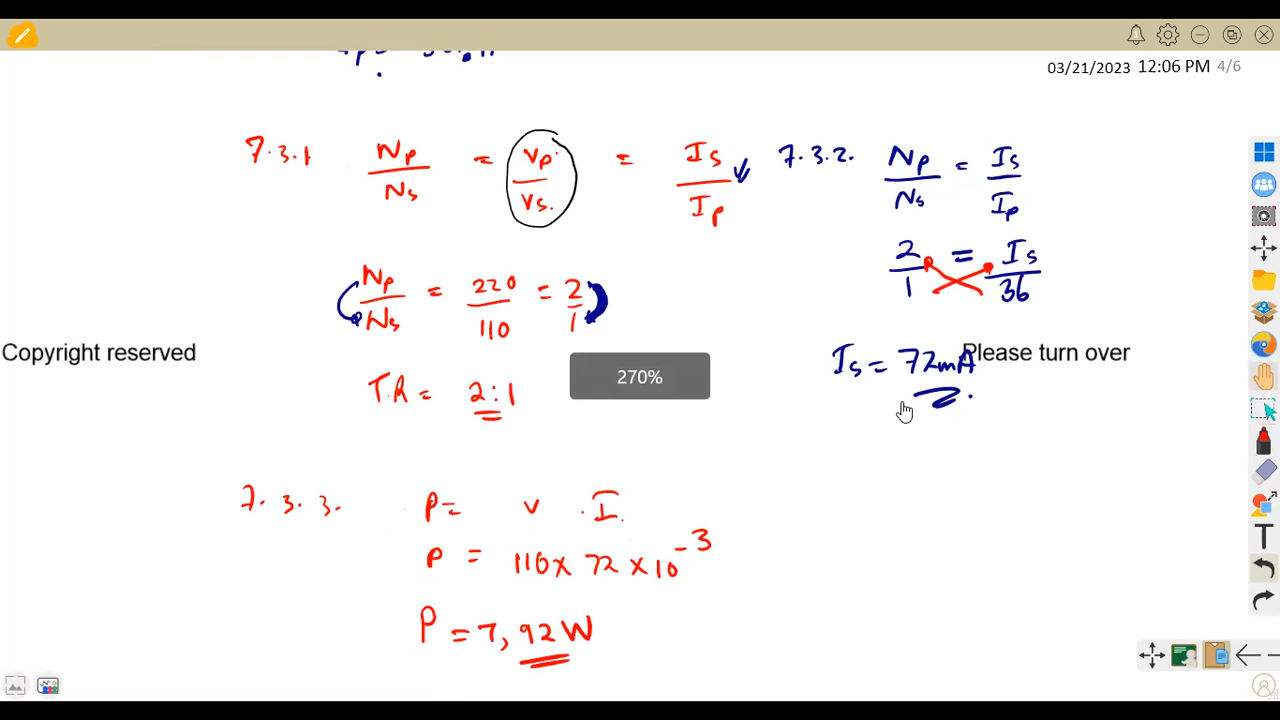 03/21/2023 12:06 PM 4/6
7.3.1 Np/Ns = Vp/Vs = Is/Ip
7.3.2. Np/Ns = Is/Ip
Np/Ns = 220/110 = 2/1
2/1 = Is/36
Copyright reserved
Is = 72mA
Please turn over
270%
T.R = 2:1
7.3.3. P = V . I
P = 110 x 72 x 10^-3
P = 7,92W
T